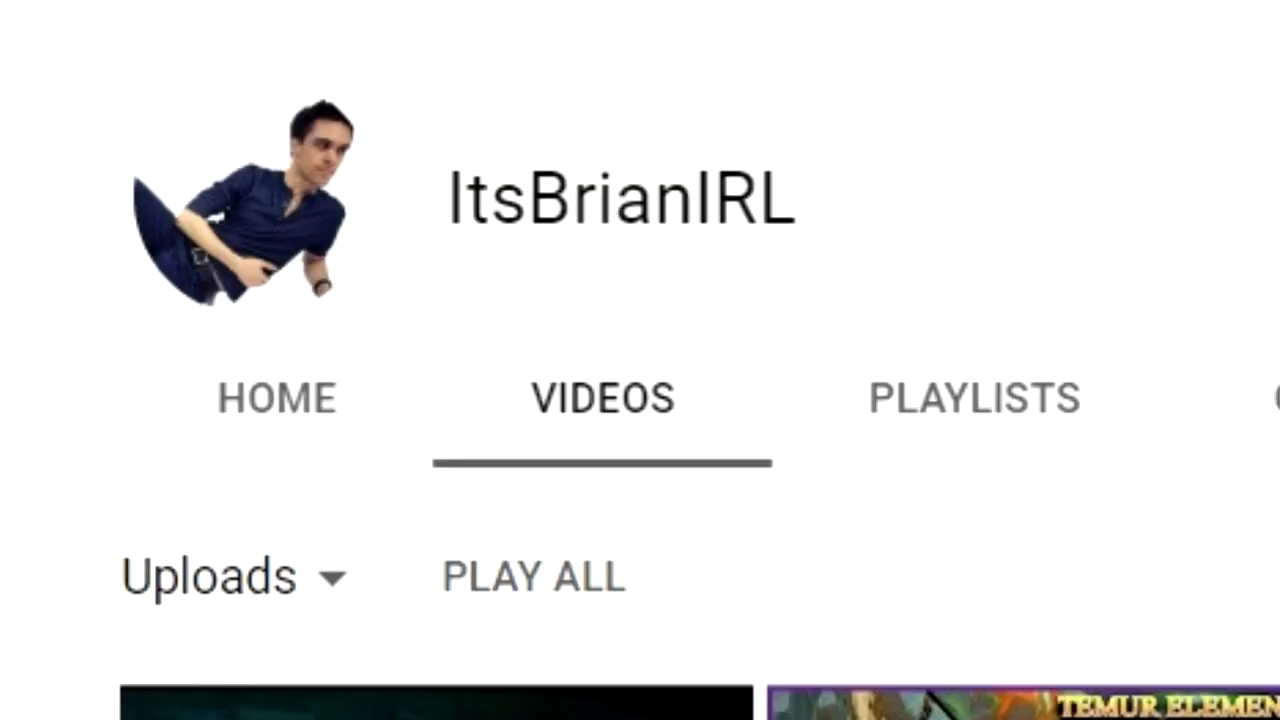 ItsBrianIRL
HOME VIDEOS PLAYLISTS
Uploads PLAY ALL
TEMUR ELEMEN